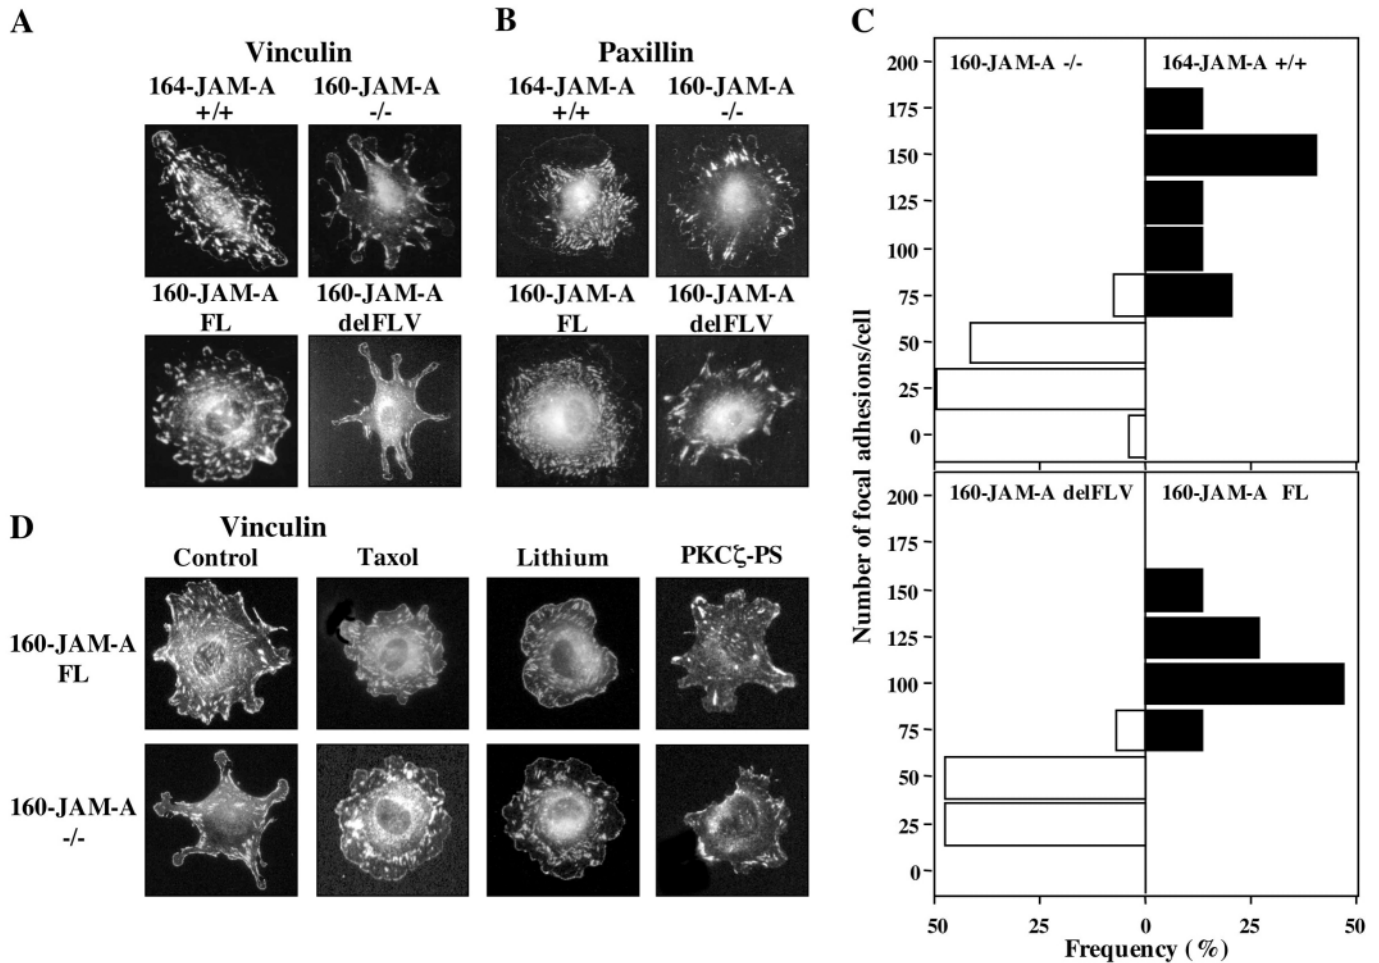 A
Vinculin
164-JAM-A
+/+
160-JAM-A
-/-
160-JAM-A
FL
160-JAM-A
delFLV
B
Paxillin
164-JAM-A
+/+
160-JAM-A
-/-
160-JAM-A
FL
160-JAM-A
delFLV
C
Number of focal adhesions/cell
160-JAM-A -/-
164-JAM-A +/+
200
175
150
125
100
75
50
25
0
160-JAM-A delFLV
160-JAM-A FL
200
175
150
125
100
75
50
25
0
50
25
0
25
50
Frequency (%)
D
Vinculin
Control
Taxol
Lithium
PKCζ-PS
160-JAM-A
FL
160-JAM-A
-/-